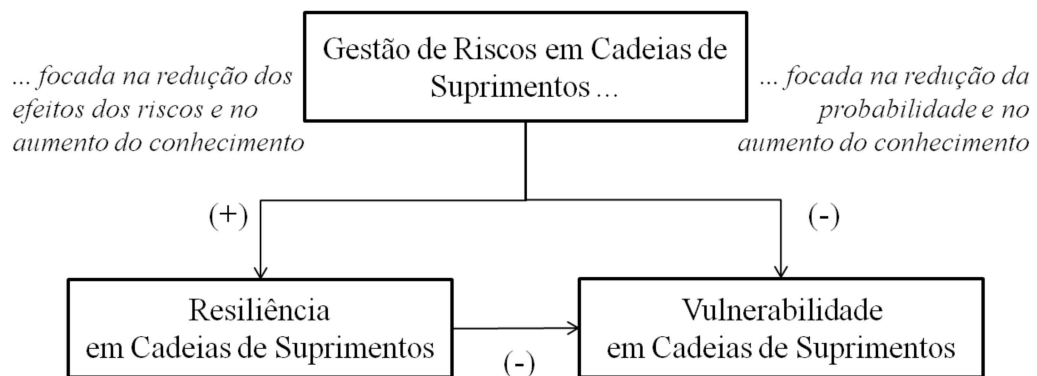 Gestão de Riscos em Cadeias de
Suprimentos ...
... focada na redução dos
efeitos dos riscos e no
aumento do conhecimento
... focada na redução da
probabilidade e no
aumento do conhecimento
(+)
(-)
Resiliência
em Cadeias de Suprimentos
(-)
Vulnerabilidade
em Cadeias de Suprimentos